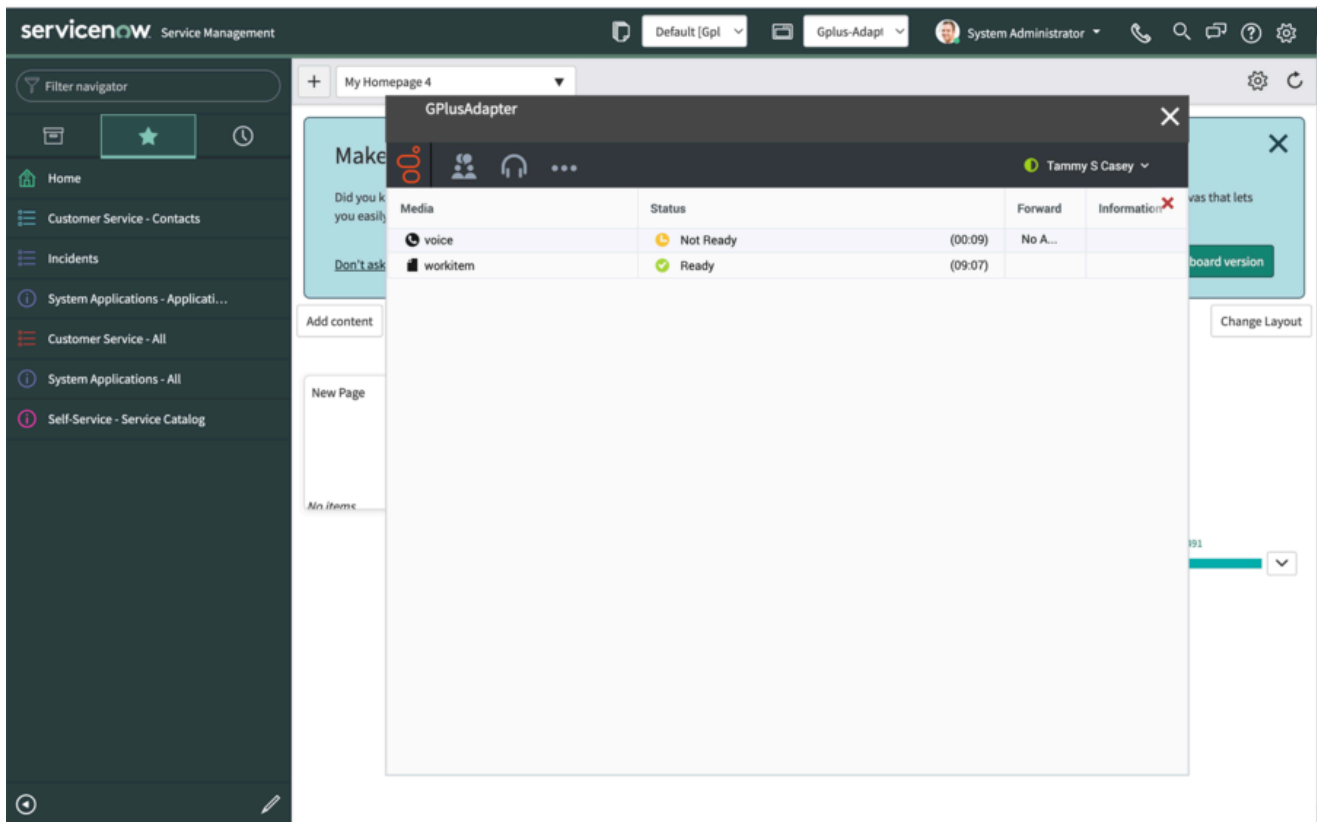 servicenow Service Management
Default [Gpl
Gplus-Adapt
System Administrator
Filter navigator
Home
Customer Service - Contacts
Incidents
System Applications - Applicati...
Customer Service - All
System Applications - All
Self-Service - Service Catalog
+ My Homepage 4
Make
Did you k
you easily
Don't ask
vas that lets
board version
Add content
Change Layout
New Page
No items
GPlusAdapter
Tammy S Casey
Media Status Forward Information
voice Not Ready (00:09) No A...
workitem Ready (09:07)